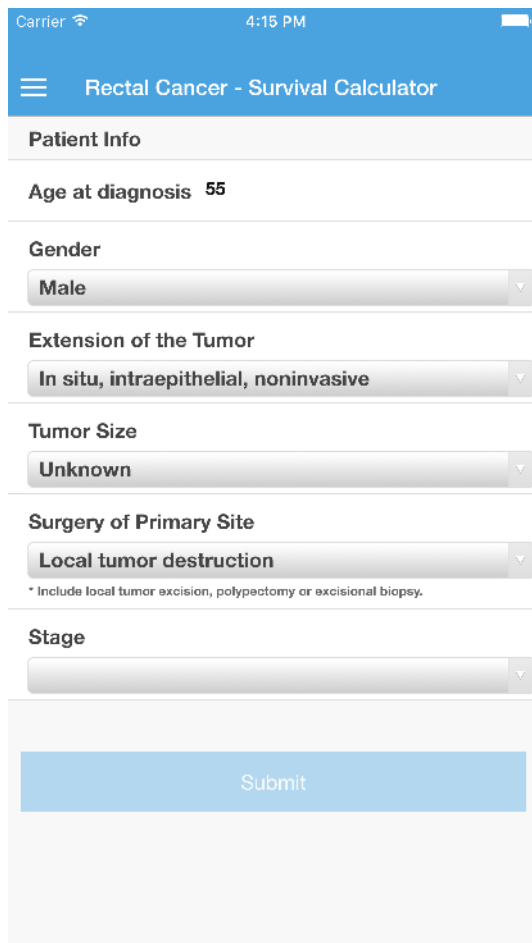 Carrier 4:15 PM
Rectal Cancer - Survival Calculator
Patient Info
Age at diagnosis 55
Gender
Male
Extension of the Tumor
In situ, intraepithelial, noninvasive
Tumor Size
Unknown
Surgery of Primary Site
Local tumor destruction
* Include local tumor excision, polypectomy or excisional biopsy.
Stage
Submit